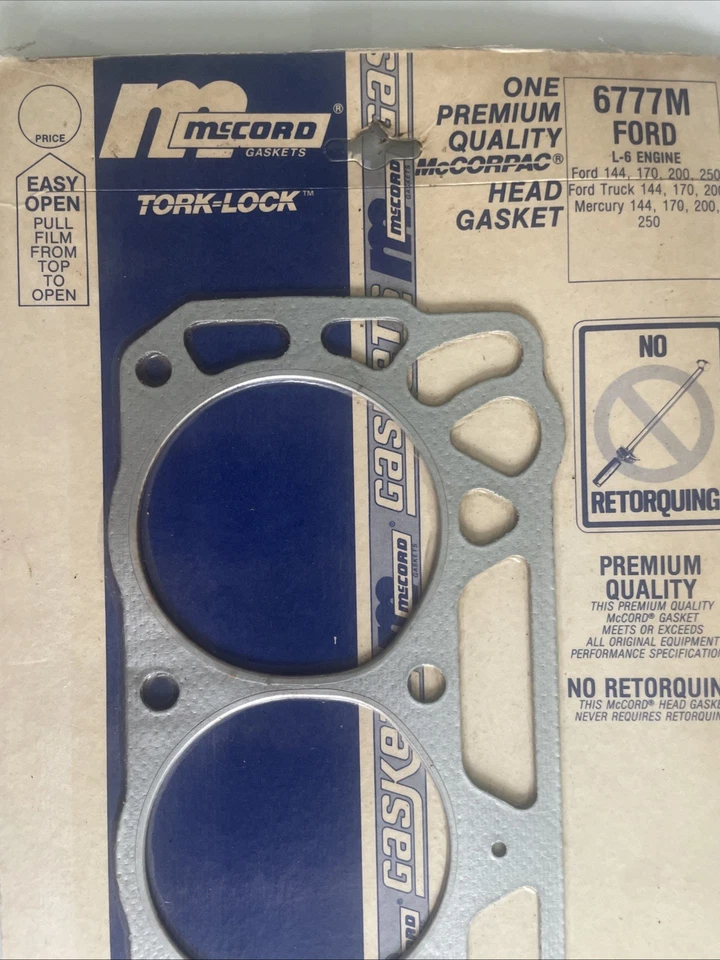 PRICE
EASY
OPEN
PULL
FILM
FROM
TOP
TO
OPEN
m
McCORD ®
GASKETS
TORK-LOCK™
ONE
PREMIUM
QUALITY
McCORPAC®
HEAD
GASKET
6777M
FORD
L-6 ENGINE
Ford 144, 170, 200, 250
Ford Truck 144, 170, 200
Mercury 144, 170, 200,
250
NO
RETORQUING
PREMIUM
QUALITY
THIS PREMIUM QUALITY
McCORD® GASKET
MEETS OR EXCEEDS
ALL ORIGINAL EQUIPMENT
PERFORMANCE SPECIFICATION
NO RETORQUIN
THIS McCORD® HEAD GASKE
NEVER REQUIRES RETORQUIN
gas
m McCORD GASKETS
gaskets
m McCORD ® GASKETS
gaske